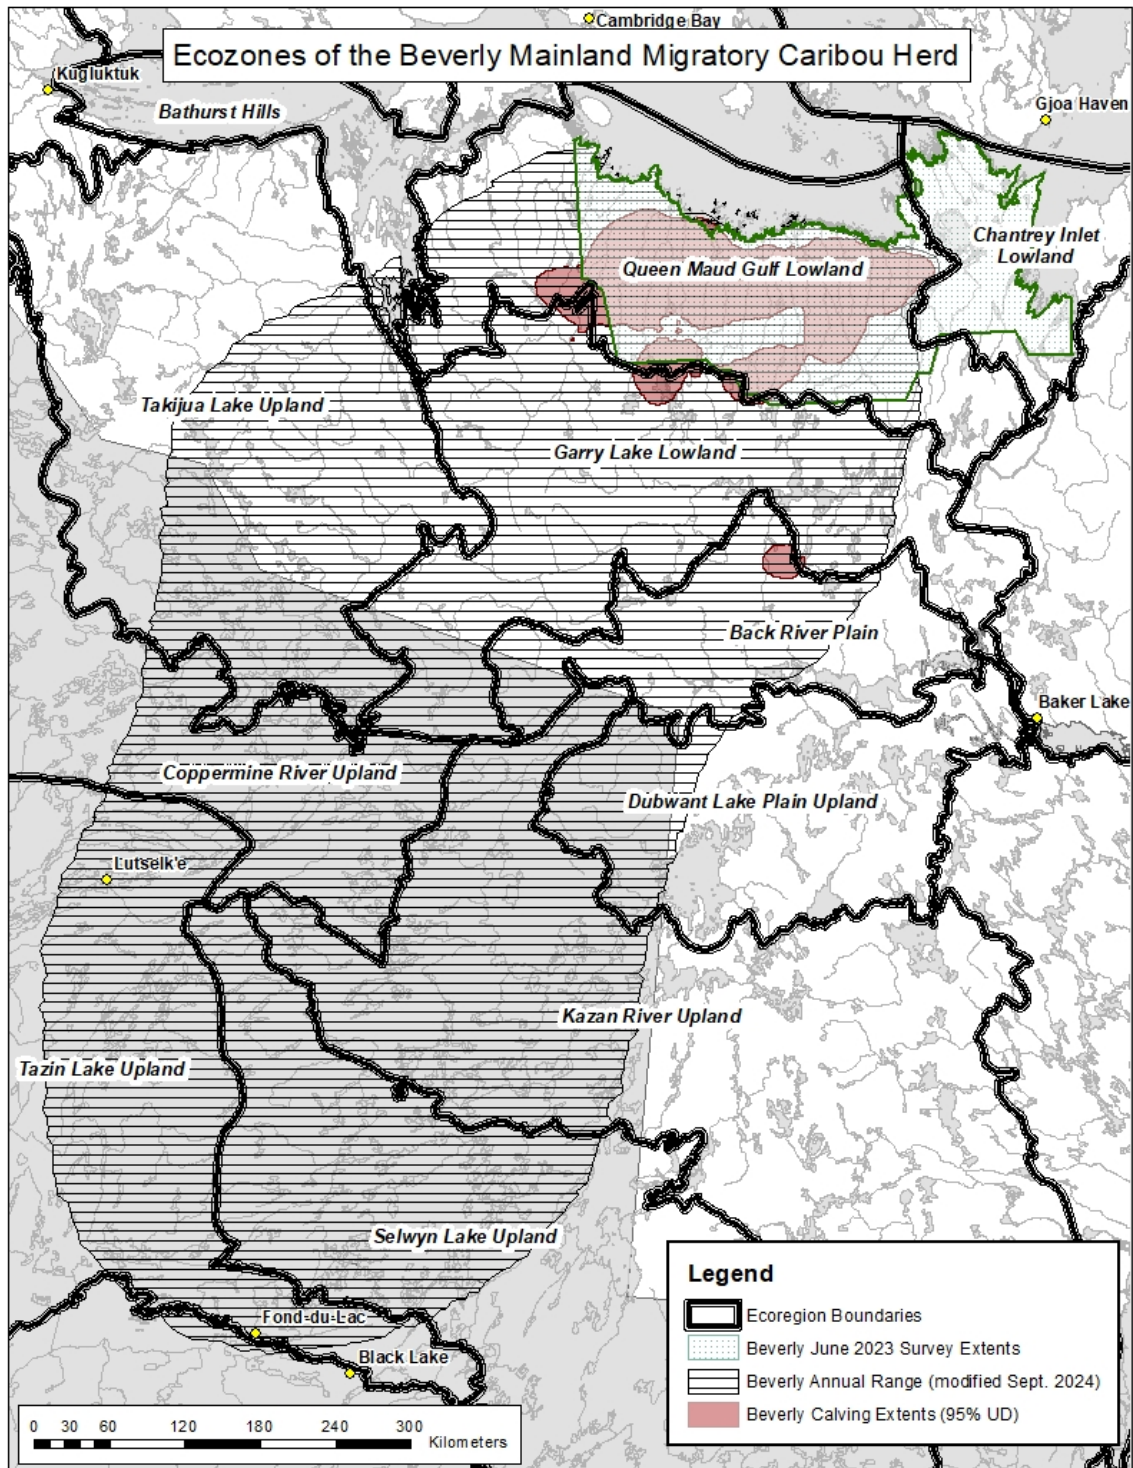 Cambridge Bay
Ecozones of the Beverly Mainland Migratory Caribou Herd
Kugluktuk
Bathurst Hills
Gjoa Haven
Chantrey Inlet
Lowland
Queen Maud Gulf Lowland
Takijua Lake Upland
Garry Lake Lowland
Back River Plain
Baker Lake
Coppermine River Upland
Dubwant Lake Plain Upland
Lutselk'e
Kazan River Upland
Tazin Lake Upland
Selwyn Lake Upland
Legend
Ecoregion Boundaries
Beverly June 2023 Survey Extents
Beverly Annual Range (modified Sept. 2024)
Beverly Calving Extents (95% UD)
Fond-du-Lac
Black Lake
0 30 60 120 180 240 300
Kilometers